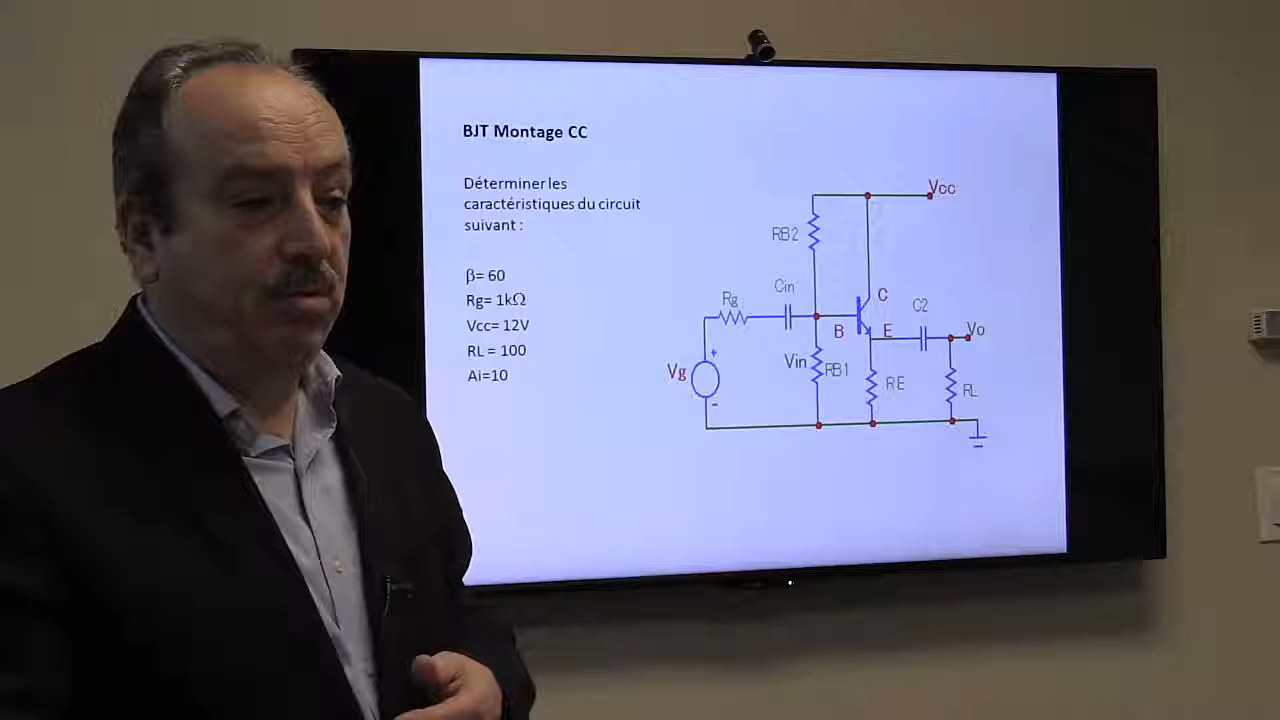 BJT Montage CC
Déterminer les
caractéristiques du circuit
suivant :
β= 60
Rg= 1kΩ
Vcc= 12V
RL = 100
Ai=10
Vcc
RB2
Cin
Rg
C
C2
B
E
Vo
Vin
RB1
Vg
+
-
RE
RL